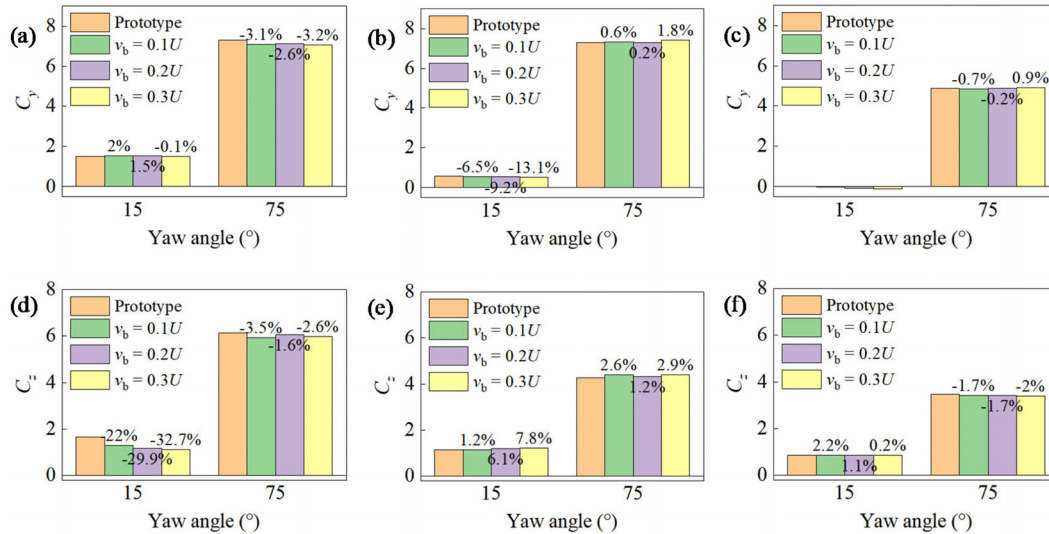 (a)
C_y
8
6
4
2
0
Prototype
v_b = 0.1U
v_b = 0.2U
v_b = 0.3U
2%
1.5%
-0.1%
-3.1%
-2.6%
-3.2%
15
75
Yaw angle (°)
(b)
C_y
8
6
4
2
0
Prototype
v_b = 0.1U
v_b = 0.2U
v_b = 0.3U
-6.5%
-9.2%
-13.1%
0.6%
0.2%
1.8%
15
75
Yaw angle (°)
(c)
C_y
8
6
4
2
0
Prototype
v_b = 0.1U
v_b = 0.2U
v_b = 0.3U
-0.7%
-0.2%
0.9%
15
75
Yaw angle (°)
(d)
C_z
8
6
4
2
0
Prototype
v_b = 0.1U
v_b = 0.2U
v_b = 0.3U
-22%
-29.9%
-32.7%
-3.5%
-1.6%
-2.6%
15
75
Yaw angle (°)
(e)
C_z
8
6
4
2
0
Prototype
v_b = 0.1U
v_b = 0.2U
v_b = 0.3U
1.2%
6.1%
7.8%
2.6%
1.2%
2.9%
15
75
Yaw angle (°)
(f)
C_z
8
6
4
2
0
Prototype
v_b = 0.1U
v_b = 0.2U
v_b = 0.3U
2.2%
1.1%
0.2%
-1.7%
-1.7%
-2%
15
75
Yaw angle (°)